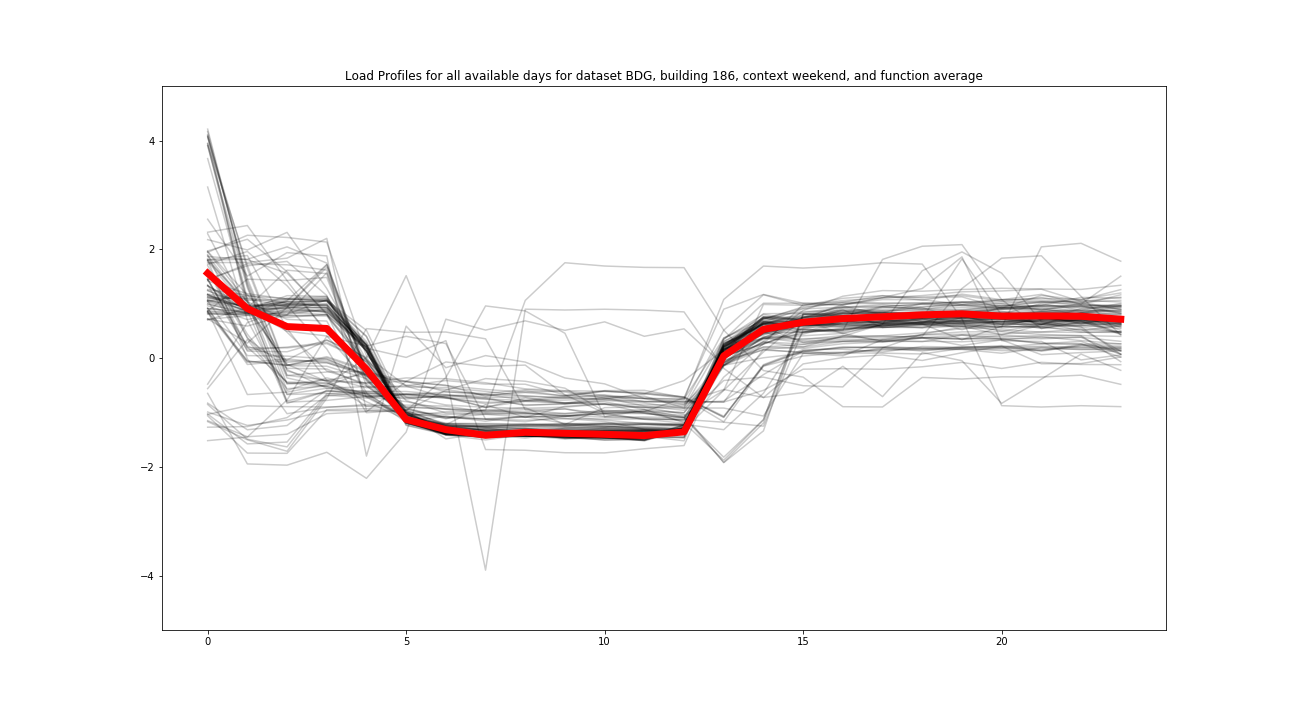 Load Profiles for all available days for dataset BDG, building 186, context weekend, and function average
4
2
0
−2
−4
0 5 10 15 20